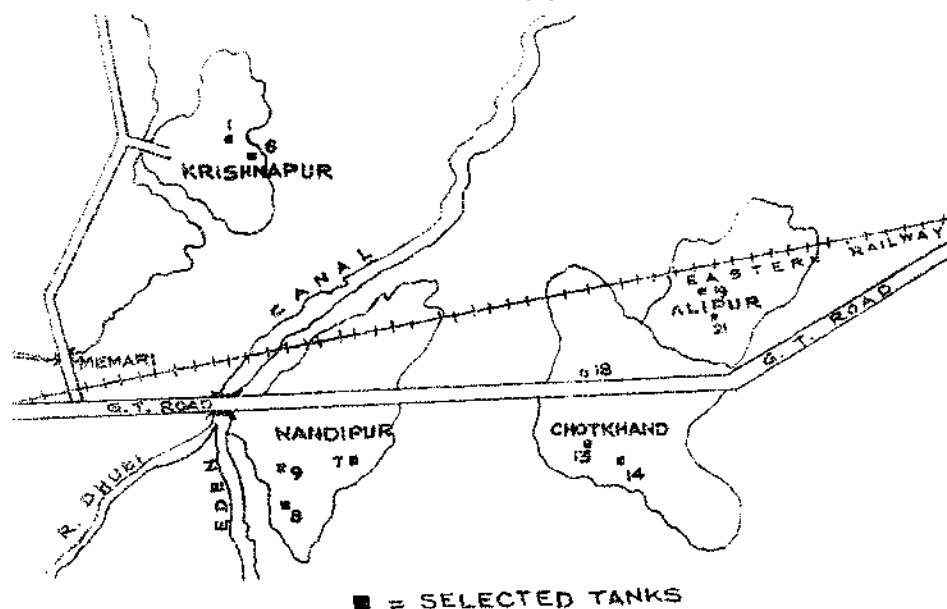 1
6
KRISHNAPUR
CANAL
EASTERN RAILWAY
19
ALIPUR
21
G. T. ROAD
MEMARI
18
G. T. ROAD
NANDIPUR
CHOTKHAND
9
7
14
8
R. DHUBI
EDEN
■ = SELECTED TANKS